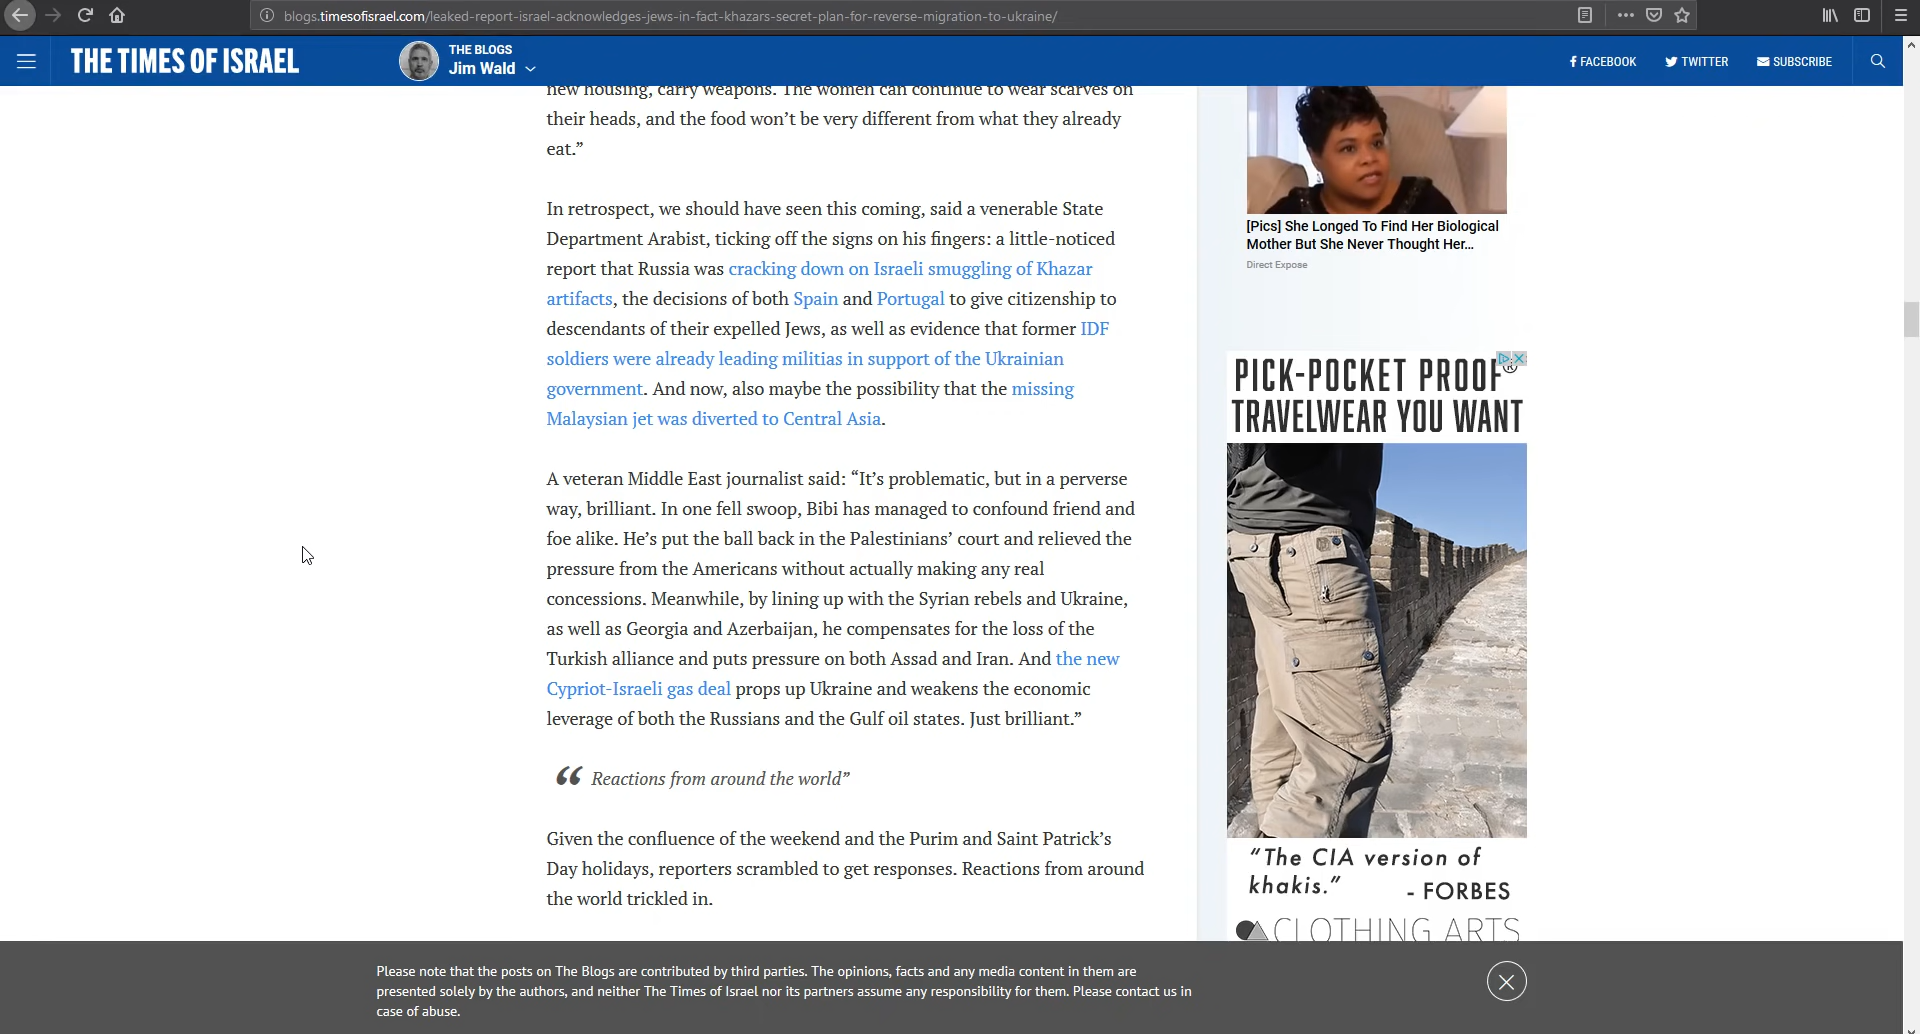 blogs.timesofisrael.com/leaked-report-israel-acknowledges-jews-in-fact-khazars-secret-plan-for-reverse-migration-to-ukraine/
THE TIMES OF ISRAEL
THE BLOGS
Jim Wald
FACEBOOK
TWITTER
SUBSCRIBE
new housing, carry weapons. The women can continue to wear scarves on
their heads, and the food won’t be very different from what they already
eat.”
In retrospect, we should have seen this coming, said a venerable State
Department Arabist, ticking off the signs on his fingers: a little-noticed
report that Russia was cracking down on Israeli smuggling of Khazar
artifacts, the decisions of both Spain and Portugal to give citizenship to
descendants of their expelled Jews, as well as evidence that former IDF
soldiers were already leading militias in support of the Ukrainian
government. And now, also maybe the possibility that the missing
Malaysian jet was diverted to Central Asia.
A veteran Middle East journalist said: “It’s problematic, but in a perverse
way, brilliant. In one fell swoop, Bibi has managed to confound friend and
foe alike. He’s put the ball back in the Palestinians’ court and relieved the
pressure from the Americans without actually making any real
concessions. Meanwhile, by lining up with the Syrian rebels and Ukraine,
as well as Georgia and Azerbaijan, he compensates for the loss of the
Turkish alliance and puts pressure on both Assad and Iran. And the new
Cypriot-Israeli gas deal props up Ukraine and weakens the economic
leverage of both the Russians and the Gulf oil states. Just brilliant.”
“ Reactions from around the world”
Given the confluence of the weekend and the Purim and Saint Patrick’s
Day holidays, reporters scrambled to get responses. Reactions from around
the world trickled in.
[Pics] She Longed To Find Her Biological
Mother But She Never Thought Her...
Direct Expose
PICK-POCKET PROOF®
TRAVELWEAR YOU WANT
“The CIA version of
khakis.” - FORBES
CLOTHING ARTS
Please note that the posts on The Blogs are contributed by third parties. The opinions, facts and any media content in them are
presented solely by the authors, and neither The Times of Israel nor its partners assume any responsibility for them. Please contact us in
case of abuse.